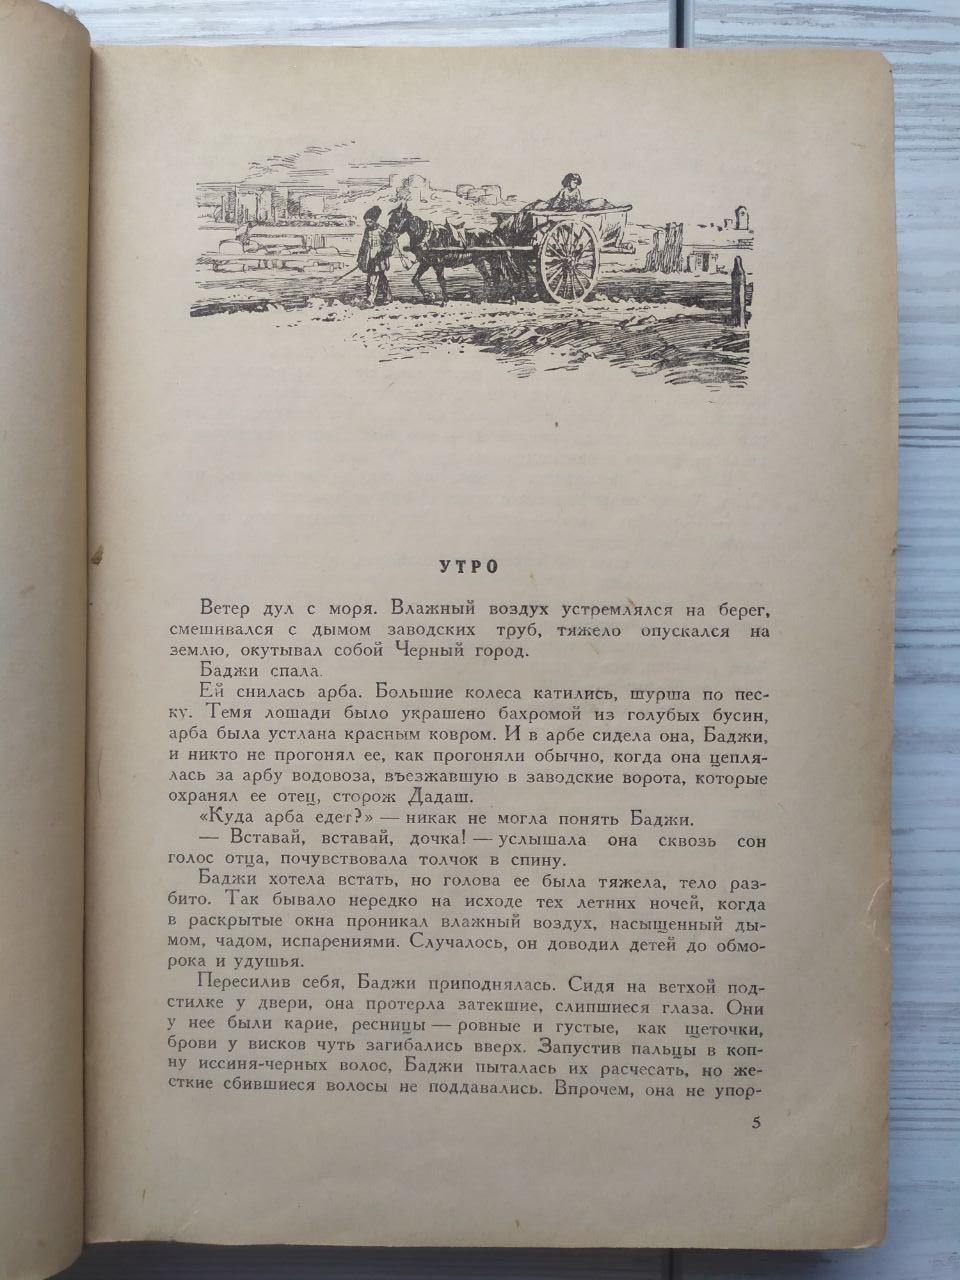 УТРО
Ветер дул с моря. Влажный воздух устремлялся на берег,
смешивался с дымом заводских труб, тяжело опускался на
землю, окутывал собой Черный город.
Баджи спала.
Ей снилась арба. Большие колеса катились, шурша по пес-
ку. Темя лошади было украшено бахромой из голубых бусин,
арба была устлана красным ковром. И в арбе сидела она, Баджи,
и никто не прогонял ее, как прогоняли обычно, когда она цепля-
лась за арбу водовоза, въезжавшую в заводские ворота, которые
охранял ее отец, сторож Дадаш.
«Куда арба едет?» — никак не могла понять Баджи.
— Вставай, вставай, дочка! — услышала она сквозь сон
голос отца, почувствовала толчок в спину.
Баджи хотела встать, но голова ее была тяжела, тело раз-
бито. Так бывало нередко на исходе тех летних ночей, когда
в раскрытые окна проникал влажный воздух, насыщенный ды-
мом, чадом, испарениями. Случалось, он доводил детей до обмо-
рока и удушья.
Пересилив себя, Баджи приподнялась. Сидя на ветхой под-
стилке у двери, она протерла затекшие, слипшиеся глаза. Они
у нее были карие, ресницы — ровные и густые, как щеточки,
брови у висков чуть загибались вверх. Запустив пальцы в коп-
ну иссиня-черных волос, Баджи пыталась их расчесать, но же-
сткие сбившиеся волосы не поддавались. Впрочем, она не упор-
5